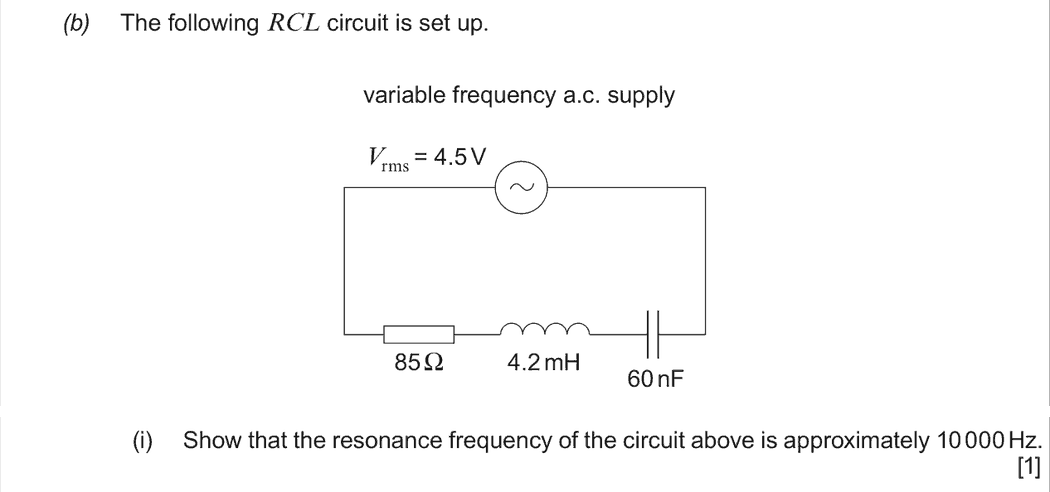 (b) The following RCL circuit is set up.
variable frequency a.c. supply
Vrms = 4.5 V
~
85 Ω
4.2 mH
60 nF
(i) Show that the resonance frequency of the circuit above is approximately 10 000 Hz.
[1]